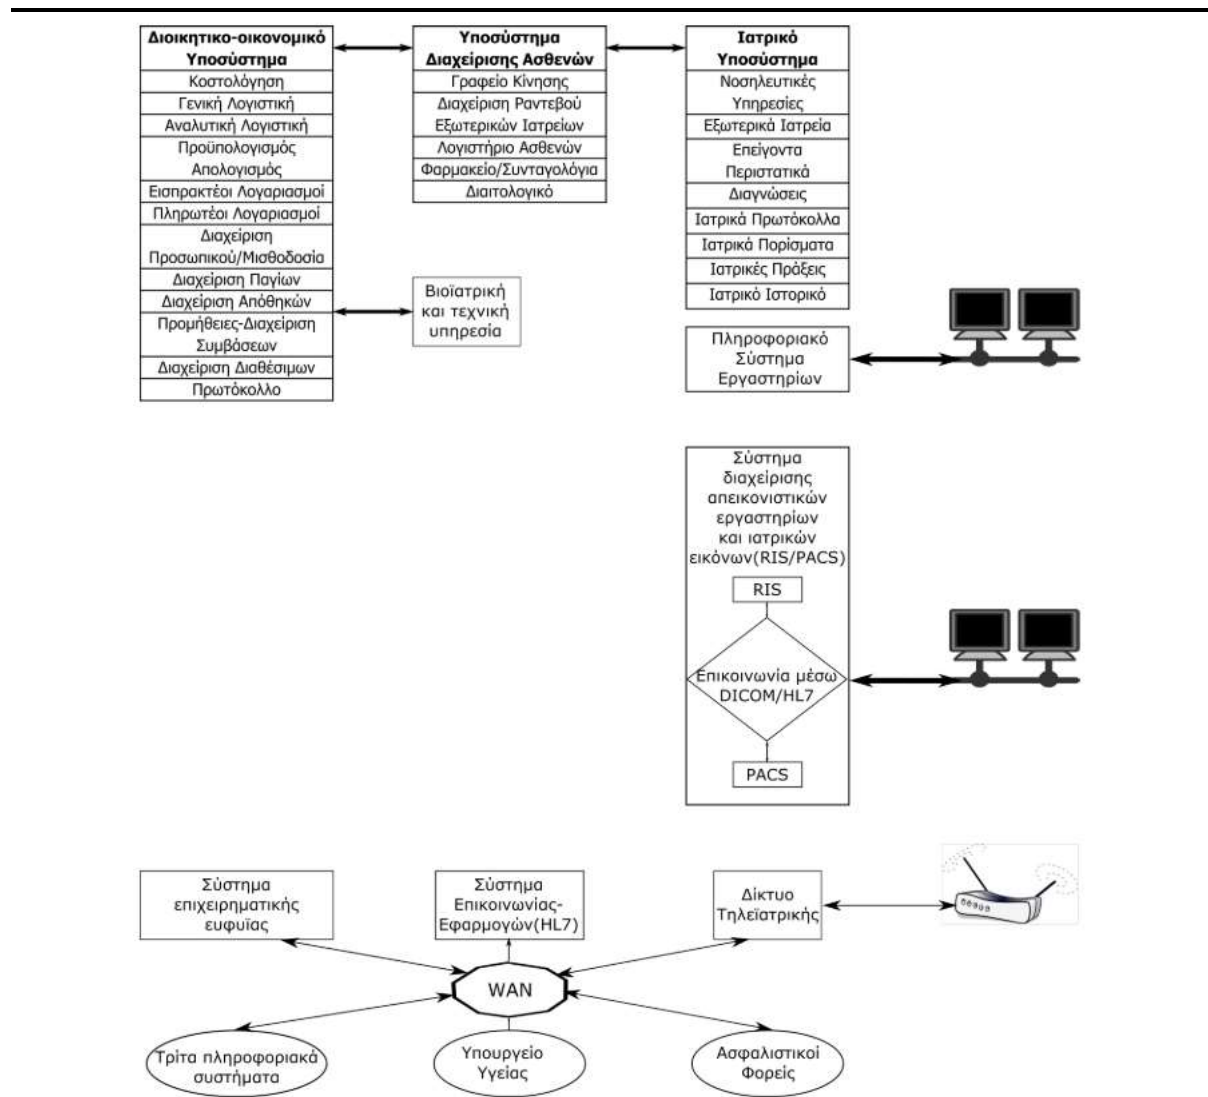 Διοικητικο-οικονομικό
Υποσύστημα
Κοστολόγηση
Γενική Λογιστική
Αναλυτική Λογιστική
Προϋπολογισμός
Απολογισμός
Εισπρακτέοι Λογαριασμοί
Πληρωτέοι Λογαριασμοί
Διαχείριση
Προσωπικού/Μισθοδοσία
Διαχείριση Παγίων
Διαχείριση Απόθηκών
Προμήθειες-Διαχείριση
Συμβάσεων
Διαχείριση Διαθέσιμων
Πρωτόκολλο
Υποσύστημα
Διαχείρισης Ασθενών
Γραφείο Κίνησης
Διαχείριση Ραντεβού
Εξωτερικών Ιατρείων
Λογιστήριο Ασθενών
Φαρμακείο/Συνταγολόγια
Διαιτολογικό
Βιοϊατρική
και τεχνική
υπηρεσία
Ιατρικό
Υποσύστημα
Νοσηλευτικές
Υπηρεσίες
Εξωτερικά Ιατρεία
Επείγοντα
Περιστατικά
Διαγνώσεις
Ιατρικά Πρωτόκολλα
Ιατρικά Πορίσματα
Ιατρικές Πράξεις
Ιατρικό Ιστορικό
Πληροφοριακό
Σύστημα
Εργαστηρίων
Σύστημα
διαχείρισης
απεικονιστικών
εργαστηρίων
και ιατρικών
εικόνων(RIS/PACS)
RIS
Επικοινωνία μέσω
DICOM/HL7
PACS
Σύστημα
επιχειρηματικής
ευφυϊας
Σύστημα
Επικοινωνίας-
Εφαρμογών(HL7)
Δίκτυο
Τηλεϊατρικής
WAN
Τρίτα πληροφοριακά
συστήματα
Υπουργείο
Υγείας
Ασφαλιστικοί
Φορείς